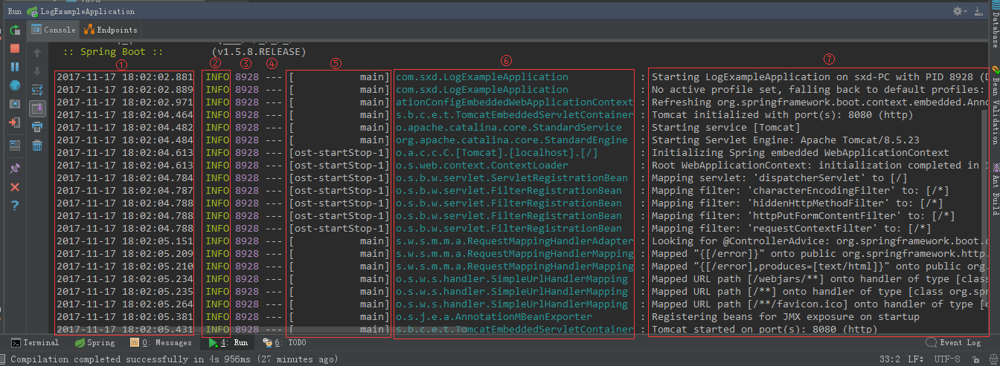 Java
Run LogExampleApplication
Console Endpoints
:: Spring Boot :: (v1.5.8.RELEASE)
① ② ③ ④ ⑤ ⑥ ⑦
2017-11-17 18:02:02.881 INFO 8928 --- [ main] com.sxd.LogExampleApplication : Starting LogExampleApplication on sxd-PC with PID 8928 (D
2017-11-17 18:02:02.889 INFO 8928 --- [ main] com.sxd.LogExampleApplication : No active profile set, falling back to default profiles:
2017-11-17 18:02:02.971 INFO 8928 --- [ main] ationConfigEmbeddedWebApplicationContext : Refreshing org.springframework.boot.context.embedded.Anno
2017-11-17 18:02:04.464 INFO 8928 --- [ main] s.b.c.e.t.TomcatEmbeddedServletContainer : Tomcat initialized with port(s): 8080 (http)
2017-11-17 18:02:04.482 INFO 8928 --- [ main] o.apache.catalina.core.StandardService : Starting service [Tomcat]
2017-11-17 18:02:04.484 INFO 8928 --- [ main] org.apache.catalina.core.StandardEngine : Starting Servlet Engine: Apache Tomcat/8.5.23
2017-11-17 18:02:04.613 INFO 8928 --- [ost-startStop-1] o.a.c.c.C.[Tomcat].[localhost].[/] : Initializing Spring embedded WebApplicationContext
2017-11-17 18:02:04.613 INFO 8928 --- [ost-startStop-1] o.s.web.context.ContextLoader : Root WebApplicationContext: initialization completed in
2017-11-17 18:02:04.784 INFO 8928 --- [ost-startStop-1] o.s.b.w.servlet.ServletRegistrationBean : Mapping servlet: 'dispatcherServlet' to [/]
2017-11-17 18:02:04.787 INFO 8928 --- [ost-startStop-1] o.s.b.w.servlet.FilterRegistrationBean : Mapping filter: 'characterEncodingFilter' to: [/*]
2017-11-17 18:02:04.788 INFO 8928 --- [ost-startStop-1] o.s.b.w.servlet.FilterRegistrationBean : Mapping filter: 'hiddenHttpMethodFilter' to: [/*]
2017-11-17 18:02:04.788 INFO 8928 --- [ost-startStop-1] o.s.b.w.servlet.FilterRegistrationBean : Mapping filter: 'httpPutFormContentFilter' to: [/*]
2017-11-17 18:02:04.788 INFO 8928 --- [ost-startStop-1] o.s.b.w.servlet.FilterRegistrationBean : Mapping filter: 'requestContextFilter' to: [/*]
2017-11-17 18:02:05.151 INFO 8928 --- [ main] s.w.s.m.m.a.RequestMappingHandlerAdapter : Looking for @ControllerAdvice: org.springframework.boot.c
2017-11-17 18:02:05.209 INFO 8928 --- [ main] s.w.s.m.m.a.RequestMappingHandlerMapping : Mapped "{[/error]}" onto public org.springframework.http.
2017-11-17 18:02:05.210 INFO 8928 --- [ main] s.w.s.m.m.a.RequestMappingHandlerMapping : Mapped "{[/error],produces=[text/html]}" onto public org.
2017-11-17 18:02:05.234 INFO 8928 --- [ main] o.s.w.s.handler.SimpleUrlHandlerMapping : Mapped URL path [/webjars/**] onto handler of type [class
2017-11-17 18:02:05.235 INFO 8928 --- [ main] o.s.w.s.handler.SimpleUrlHandlerMapping : Mapped URL path [/**] onto handler of type [class org.spr
2017-11-17 18:02:05.264 INFO 8928 --- [ main] o.s.w.s.handler.SimpleUrlHandlerMapping : Mapped URL path [/**/favicon.ico] onto handler of type [c
2017-11-17 18:02:05.381 INFO 8928 --- [ main] o.s.j.e.a.AnnotationMBeanExporter : Registering beans for JMX exposure on startup
2017-11-17 18:02:05.431 INFO 8928 --- [ main] s.b.c.e.t.TomcatEmbeddedServletContainer : Tomcat started on port(s): 8080 (http)
Database
Bean Validation
Ant Build
Terminal Spring 0: Messages 4: Run 6: TODO Event Log
Compilation completed successfully in 4s 956ms (27 minutes ago) 33:2 LF UTF-8